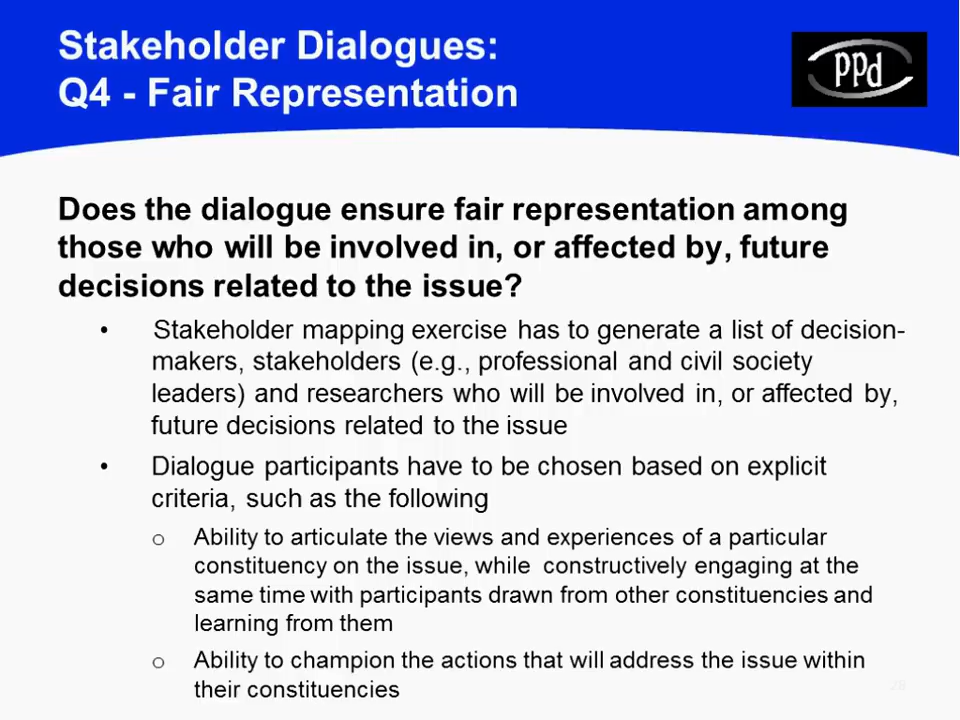 Stakeholder Dialogues:
Q4 - Fair Representation
PPd
Does the dialogue ensure fair representation among
those who will be involved in, or affected by, future
decisions related to the issue?
• Stakeholder mapping exercise has to generate a list of decision-
makers, stakeholders (e.g., professional and civil society
leaders) and researchers who will be involved in, or affected by,
future decisions related to the issue
• Dialogue participants have to be chosen based on explicit
criteria, such as the following
o Ability to articulate the views and experiences of a particular
constituency on the issue, while constructively engaging at the
same time with participants drawn from other constituencies and
learning from them
o Ability to champion the actions that will address the issue within
their constituencies